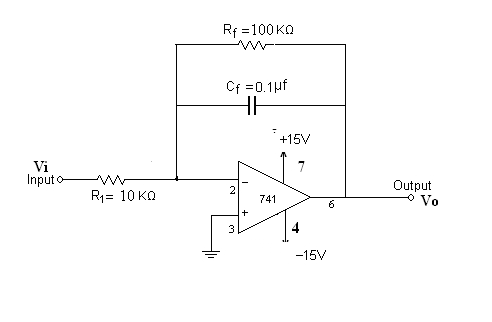 Rf = 100 KΩ
Cf = 0.1µf
+15V
7
Vi
Input
R1 = 10 KΩ
2
−
741
+
3
6
Output
Vo
4
−15V